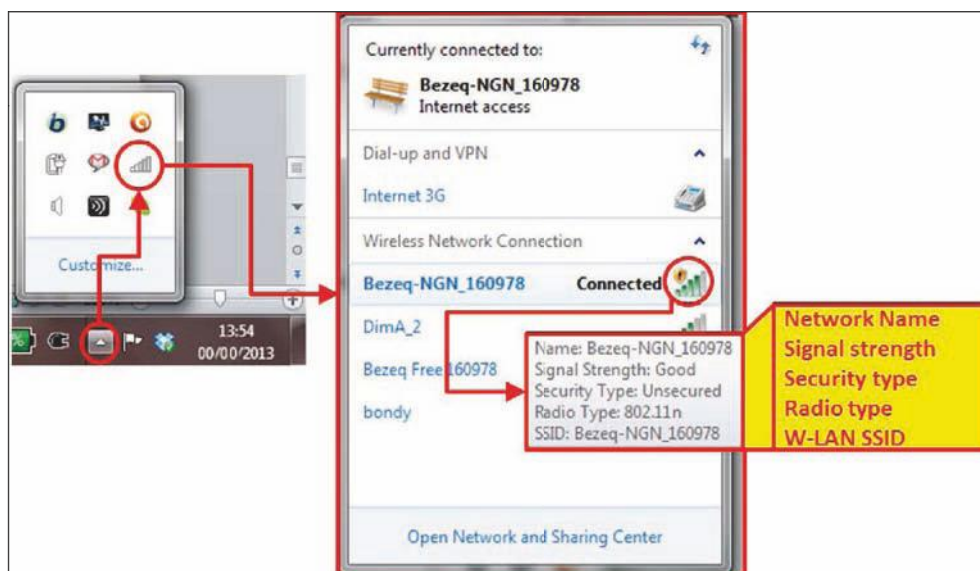 Customize...
%
13:54
00/00/2013
Currently connected to:
Bezeq-NGN_160978
Internet access
Dial-up and VPN
Internet 3G
Wireless Network Connection
Bezeq-NGN_160978 Connected
DimA_2
Bezeq Free 160978
bondy
Open Network and Sharing Center
Name: Bezeq-NGN_160978
Signal Strength: Good
Security Type: Unsecured
Radio Type: 802.11n
SSID: Bezeq-NGN_160978
Network Name
Signal strength
Security type
Radio type
W-LAN SSID